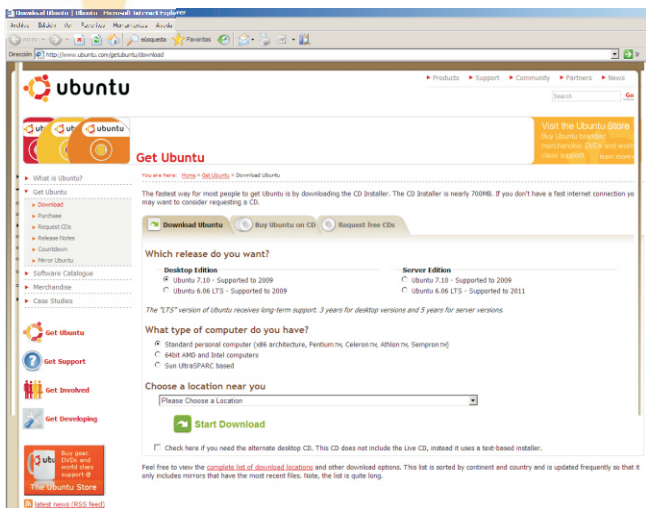 Download Ubuntu | Ubuntu - Microsoft Internet Explorer
Archivo Edición Ver Favoritos Herramientas Ayuda
Búsqueda Favoritos
Dirección http://www.ubuntu.com/getubuntu/download
ubuntu
Products Support Community Partners News
Search Go
ubuntu
Visit the Ubuntu Store
Buy Ubuntu branded
merchandise, DVDs and world
class support. learn more
Get Ubuntu
You are here: Home > Get Ubuntu > Download Ubuntu
What is Ubuntu?
Get Ubuntu
Download
Purchase
Request CDs
Release Notes
Countdown
Mirror Ubuntu
Software Catalogue
Merchandise
Case Studies
Get Ubuntu
Get Support
Get Involved
Get Developing
Buy gear
DVDs and
world class
support @
The Ubuntu Store
latest news (RSS feed)
The fastest way for most people to get Ubuntu is by downloading the CD Installer. The CD Installer is nearly 700MB. If you don't have a fast internet connection yo
may want to consider requesting a CD.
Download Ubuntu Buy Ubuntu on CD Request free CDs
Which release do you want?
Desktop Edition Server Edition
Ubuntu 7.10 - Supported to 2009 Ubuntu 7.10 - Supported to 2009
Ubuntu 6.06 LTS - Supported to 2009 Ubuntu 6.06 LTS - Supported to 2011
The "LTS" version of Ubuntu receives long-term support. 3 years for desktop versions and 5 years for server versions.
What type of computer do you have?
Standard personal computer (x86 architecture, Pentium™, Celeron™, Athlon™, Sempron™)
64bit AMD and Intel computers
Sun UltraSPARC based
Choose a location near you
Please Choose a Location
Start Download
Check here if you need the alternate desktop CD. This CD does not include the Live CD, instead it uses a text-based installer.
Feel free to view the complete list of download locations and other download options. This list is sorted by continent and country and is updated frequently so that it
only includes mirrors that have the most recent files. Note, the list is quite long.